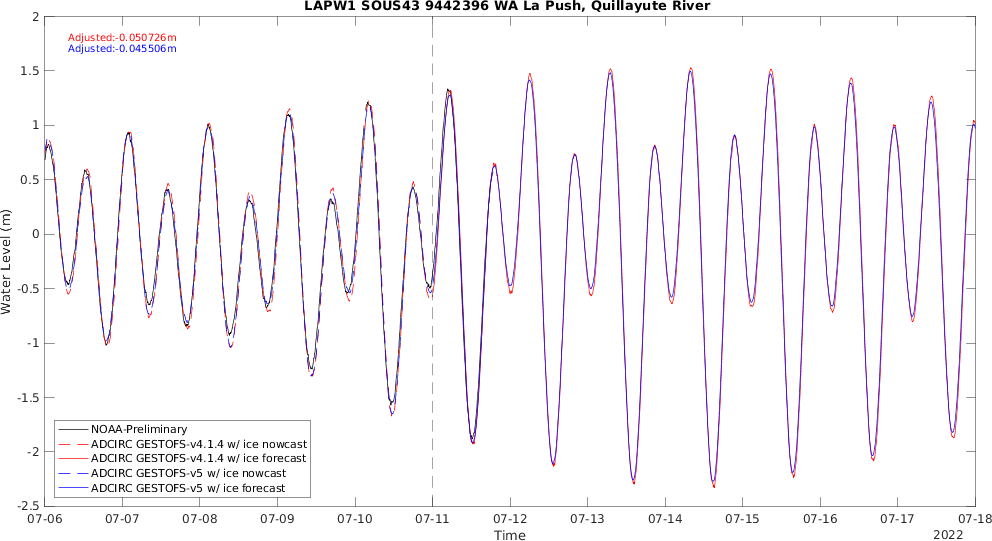 LAPW1 SOUS43 9442396 WA La Push, Quillayute River
Adjusted:-0.050726m
Adjusted:-0.045506m
Water Level (m)
2
1.5
1
0.5
0
-0.5
-1
-1.5
-2
-2.5
NOAA-Preliminary
ADCIRC GESTOFS-v4.1.4 w/ ice nowcast
ADCIRC GESTOFS-v4.1.4 w/ ice forecast
ADCIRC GESTOFS-v5 w/ ice nowcast
ADCIRC GESTOFS-v5 w/ ice forecast
07-06 07-07 07-08 07-09 07-10 07-11 07-12 07-13 07-14 07-15 07-16 07-17 07-18
Time
2022